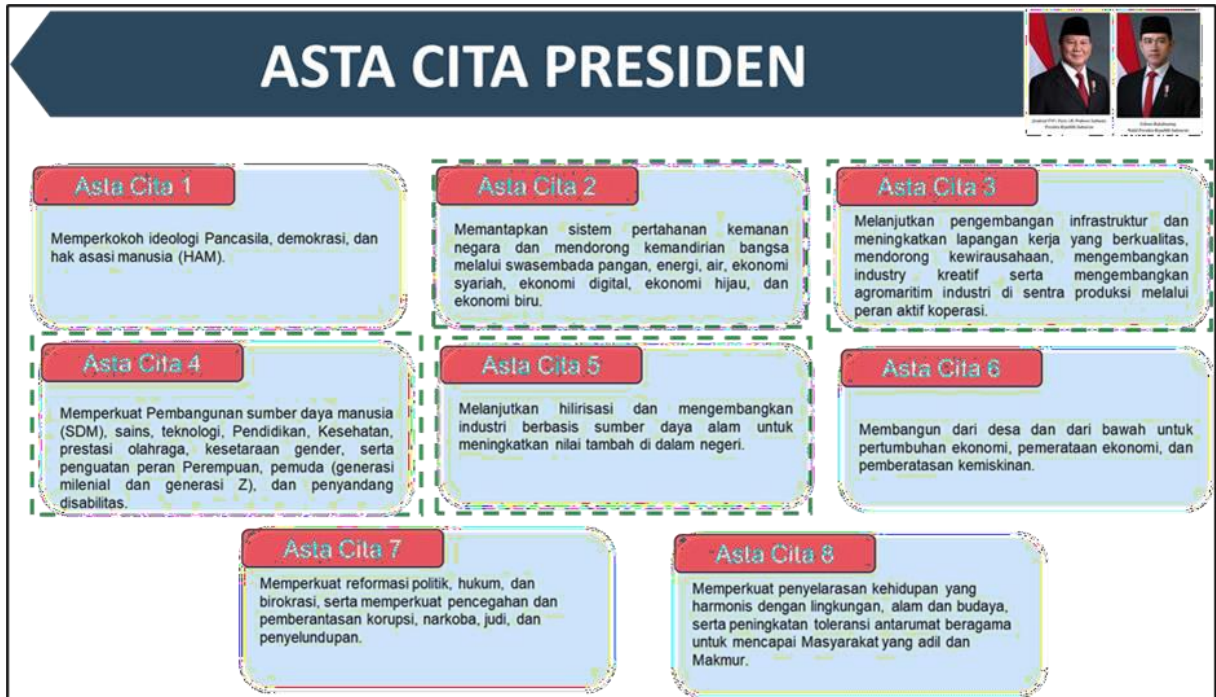 ASTA CITA PRESIDEN
Presiden Republik Indonesia
Wakil Presiden Republik Indonesia
Asta Cita 1
Memperkokoh ideologi Pancasila, demokrasi, dan
hak asasi manusia (HAM).
Asta Cita 2
Memantapkan sistem pertahanan kemanan
negara dan mendorong kemandirian bangsa
melalui swasembada pangan, energi, air, ekonomi
syariah, ekonomi digital, ekonomi hijau, dan
ekonomi biru.
Asta Cita 3
Melanjutkan pengembangan infrastruktur dan
meningkatkan lapangan kerja yang berkualitas,
mendorong kewirausahaan, mengembangkan
industry kreatif serta mengembangkan
agromaritim industri di sentra produksi melalui
peran aktif koperasi.
Asta Cita 4
Memperkuat Pembangunan sumber daya manusia
(SDM), sains, teknologi, Pendidikan, Kesehatan,
prestasi olahraga, kesetaraan gender, serta
penguatan peran Perempuan, pemuda (generasi
milenial dan generasi Z), dan penyandang
disabilitas.
Asta Cita 5
Melanjutkan hilirisasi dan mengembangkan
industri berbasis sumber daya alam untuk
meningkatkan nilai tambah di dalam negeri.
Asta Cita 6
Membangun dari desa dan dari bawah untuk
pertumbuhan ekonomi, pemerataan ekonomi, dan
pemberatasan kemiskinan.
Asta Cita 7
Memperkuat reformasi politik, hukum, dan
birokrasi, serta memperkuat pencegahan dan
pemberantasan korupsi, narkoba, judi, dan
penyelundupan.
Asta Cita 8
Memperkuat penyelarasan kehidupan yang
harmonis dengan lingkungan, alam dan budaya,
serta peningkatan toleransi antarumat beragama
untuk mencapai Masyarakat yang adil dan
Makmur.